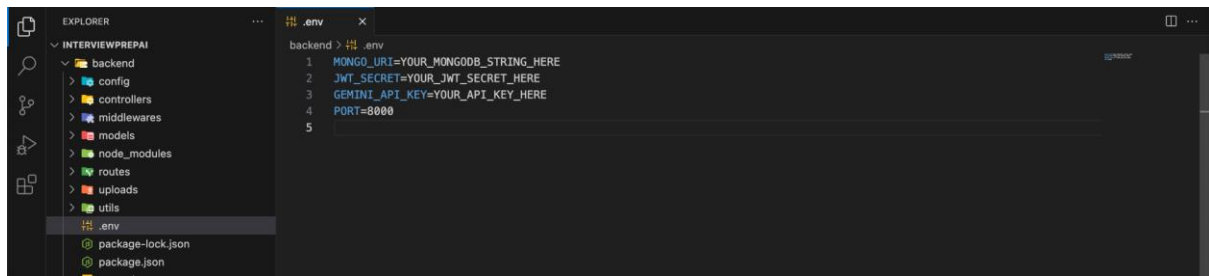 EXPLORER
INTERVIEWPREPAI
backend
config
controllers
middlewares
models
node_modules
routes
uploads
utils
.env
package-lock.json
package.json
.env
backend > .env
1 MONGO_URI=YOUR_MONGODB_STRING_HERE
2 JWT_SECRET=YOUR_JWT_SECRET_HERE
3 GEMINI_API_KEY=YOUR_API_KEY_HERE
4 PORT=8000
5